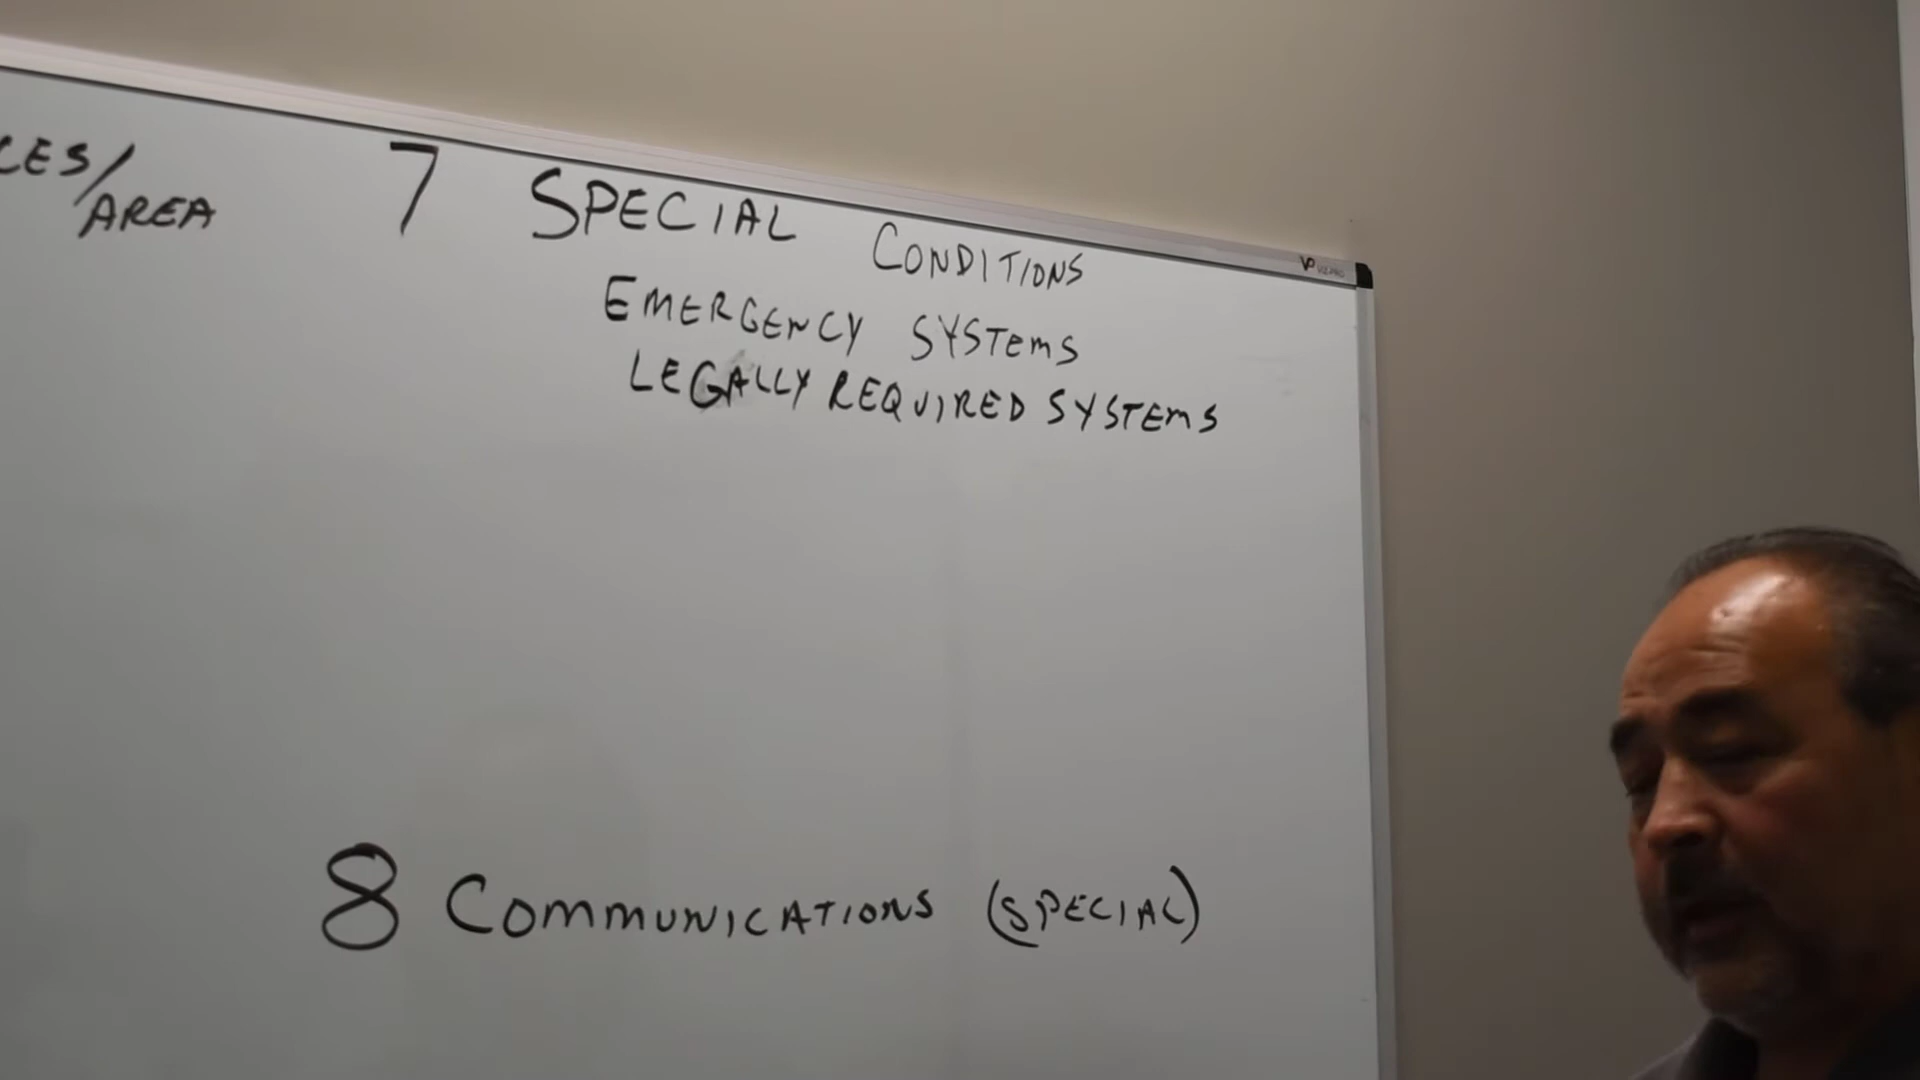 CES/
AREA
7 SPECIAL CONDITIONS
EMERGENCY SYSTEMS
LEGALLY REQUIRED SYSTEMS
8 COMMUNICATIONS (SPECIAL)